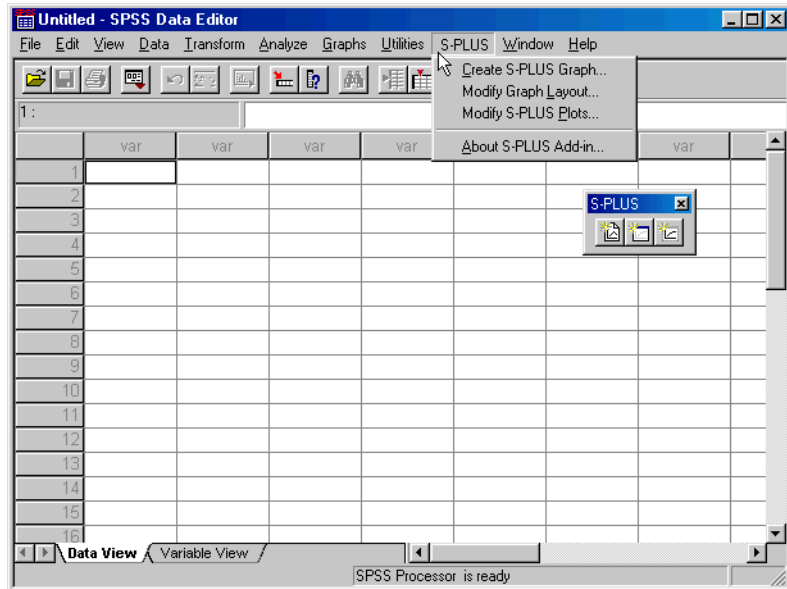 Untitled - SPSS Data Editor
File Edit View Data Transform Analyze Graphs Utilities S-PLUS Window Help
Create S-PLUS Graph...
Modify Graph Layout...
Modify S-PLUS Plots...
About S-PLUS Add-in...
1 :
var var var var var
S-PLUS
1
2
3
4
5
6
7
8
9
10
11
12
13
14
15
16
Data View Variable View
SPSS Processor is ready